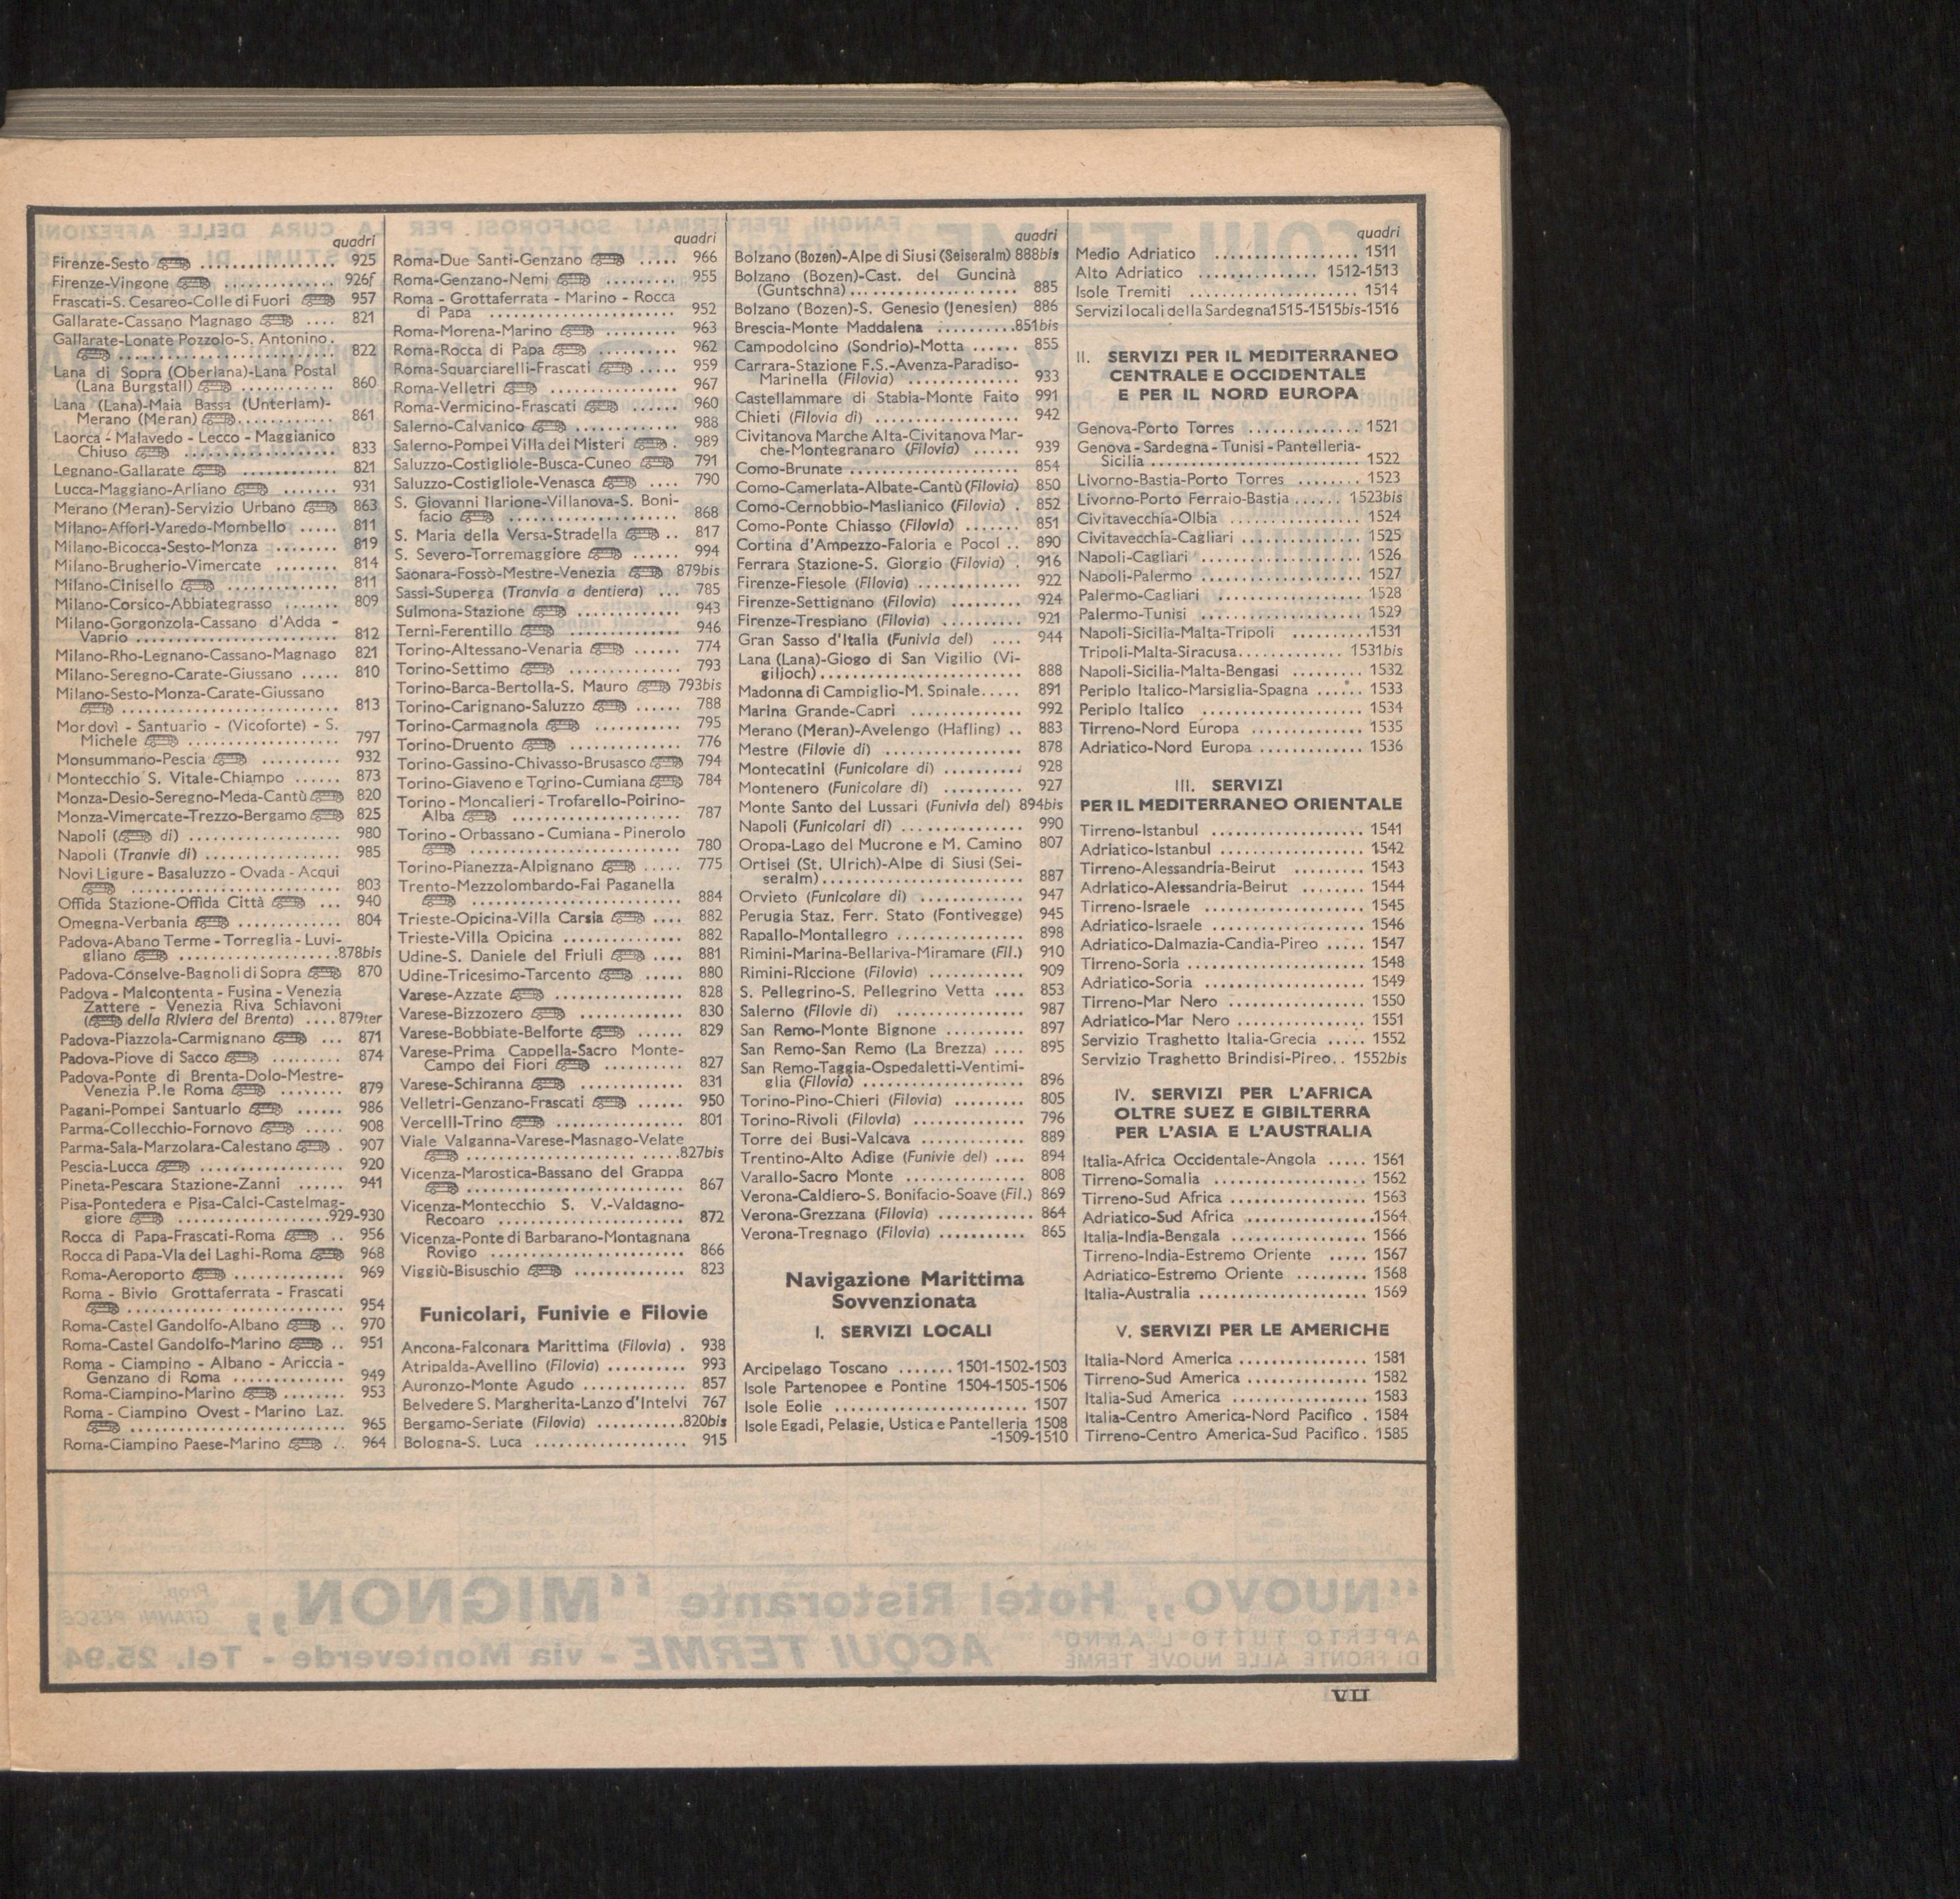 quadri
Firenze-Sesto ................ 925
Firenze-Vingone .............. 926f
Frascati-S. Cesareo-Colle di Fuori 957
Gallarate-Cassano Magnago .... 821
Gallarate-Lonate Pozzolo-S. Antonino.
.......................... 822
Lana di Sopra (Oberlana)-Lana Postal
(Lana Burgstall) ........... 860
Lana (Lana)-Maia Bassa (Unterlam)-
Merano (Meran) ............ 861
Laorca - Malavedo - Lecco - Maggianico
Chiuso .................. 833
Legnano-Gallarate ............ 821
Lucca-Maggiano-Arliano ....... 931
Merano (Meran)-Servizio Urbano 863
Milano-Affori-Varedo-Mombello ..... 811
Milano-Bicocca-Sesto-Monza ........ 819
Milano-Brugherio-Vimercate ........ 814
Milano-Cinisello ............... 811
Milano-Corsico-Abbiategrasso ....... 809
Milano-Gorgonzola-Cassano d'Adda -
Vaprio ........................ 812
Milano-Rho-Legnano-Cassano-Magnago 821
Milano-Seregno-Carate-Giussano ..... 810
Milano-Sesto-Monza-Carate-Giussano
.......................... 813
Mordovì - Santuario - (Vicoforte) - S.
Michele .................. 797
Monsummano-Pescia .......... 932
Montecchio S. Vitale-Chiampo ...... 873
Monza-Desio-Seregno-Meda-Cantù 820
Monza-Vimercate-Trezzo-Bergamo 825
Napoli ( di) .................. 980
Napoli (Tranvie di) ................ 985
Novi Ligure - Basaluzzo - Ovada - Acqui
......................... 803
Offida Stazione-Offida Città ... 940
Omegna-Verbania ............. 804
Padova-Abano Terme - Torreglia - Luvi-
gliano .....................878bis
Padova-Conselve-Bagnoli di Sopra 870
Padova - Malcontenta - Fusina - Venezia
Zattere - Venezia Riva Schiavoni
( della Riviera del Brenta) ....879ter
Padova-Piazzola-Carmignano ... 871
Padova-Piove di Sacco ......... 874
Padova-Ponte di Brenta-Dolo-Mestre-
Venezia P.le Roma ........ 879
Pagani-Pompei Santuario ...... 986
Parma-Collecchio-Fornovo ..... 908
Parma-Sala-Marzolara-Calestano . 907
Pescia-Lucca .................. 920
Pineta-Pescara Stazione-Zanni ...... 941
Pisa-Pontedera e Pisa-Calci-Castelmag-
giore ..................929-930
Rocca di Papa-Frascati-Roma .. 956
Rocca di Papa-Via dei Laghi-Roma 968
Roma-Aeroporto .............. 969
Roma - Bivio Grottaferrata - Frascati
......................... 954
Roma-Castel Gandolfo-Albano .. 970
Roma-Castel Gandolfo-Marino .. 951
Roma - Ciampino - Albano - Ariccia -
Genzano di Roma ............. 949
Roma-Ciampino-Marino ........ 953
Roma - Ciampino Ovest - Marino Laz.
......................... 965
Roma-Ciampino Paese-Marino .. 964
quadri
Roma-Due Santi-Genzano ..... 966
Roma-Genzano-Nemi ......... 955
Roma - Grottaferrata - Marino - Rocca
di Papa ...................... 952
Roma-Morena-Marino ......... 963
Roma-Rocca di Papa .......... 962
Roma-Squarciarelli-Frascati ..... 959
Roma-Velletri ................ 967
Roma-Vermicino-Frascati ...... 960
Salerno-Calvanico ............ 988
Salerno-Pompei Villa dei Misteri . 989
Saluzzo-Costigliole-Busca-Cuneo 791
Saluzzo-Costigliole-Venasca .... 790
S. Giovanni Ilarione-Villanova-S. Boni-
facio .................... 868
S. Maria della Versa-Stradella .. 817
S. Severo-Torremaggiore ...... 994
Saonara-Fossò-Mestre-Venezia 879bis
Sassi-Superga (Tranvia a dentiera) ... 785
Sulmona-Stazione ............ 943
Terni-Ferentillo ............. 946
Torino-Altessano-Venaria ...... 774
Torino-Settimo .............. 793
Torino-Barca-Bertolla-S. Mauro 793bis
Torino-Carignano-Saluzzo ...... 788
Torino-Carmagnola ........... 795
Torino-Druento .............. 776
Torino-Gassino-Chivasso-Brusasco 794
Torino-Giaveno e Torino-Cumiana 784
Torino - Moncalieri - Trofarello-Poirino-
Alba .................... 787
Torino - Orbassano - Cumiana - Pinerolo
......................... 780
Torino-Pianezza-Alpignano ..... 775
Trento-Mezzolombardo-Fai Paganella
......................... 884
Trieste-Opicina-Villa Carsia .... 882
Trieste-Villa Opicina ............... 882
Udine-S. Daniele del Friuli .... 881
Udine-Tricesimo-Tarcento ..... 880
Varese-Azzate ............... 828
Varese-Bizzozero ............ 830
Varese-Bobbiate-Belforte ...... 829
Varese-Prima Cappella-Sacro Monte-
Campo dei Fiori .......... 827
Varese-Schiranna ............ 831
Velletri-Genzano-Frascati ...... 950
Vercelli-Trino ............... 801
Viale Valganna-Varese-Masnago-Velate
..........................827bis
Vicenza-Marostica-Bassano del Grappa
......................... 867
Vicenza-Montecchio S. V.-Valdagno-
Recoaro ...................... 872
Vicenza-Ponte di Barbarano-Montagnana
Rovigo ....................... 866
Viggiù-Bisuschio ............. 823
Funicolari, Funivie e Filovie
Ancona-Falconara Marittima (Filovia) . 938
Atripalda-Avellino (Filovia) .......... 993
Auronzo-Monte Agudo ............ 857
Belvedere S. Margherita-Lanzo d'Intelvi 767
Bergamo-Seriate (Filovia) ...........820bis
Bologna-S. Luca .................. 915
quadri
Bolzano (Bozen)-Alpe di Siusi (Seiseralm) 888bis
Bolzano (Bozen)-Cast. del Guncinà
(Guntschna) .................... 885
Bolzano (Bozen)-S. Genesio (Jenesien) 886
Brescia-Monte Maddalena ..........851bis
Campodolcino (Sondrio)-Motta ...... 855
Carrara-Stazione F.S.-Avenza-Paradiso-
Marinella (Filovia) ............. 933
Castellammare di Stabia-Monte Faito 991
Chieti (Filovia di) .................. 942
Civitanova Marche Alta-Civitanova Mar-
che-Montegranaro (Filovia) ...... 939
Como-Brunate .................... 854
Como-Camerlata-Albate-Cantù (Filovia) 850
Como-Cernobbio-Maslianico (Filovia) . 852
Como-Ponte Chiasso (Filovia) ....... 851
Cortina d'Ampezzo-Faloria e Pocol .. 890
Ferrara Stazione-S. Giorgio (Filovia) . 916
Firenze-Fiesole (Filovia) ............ 922
Firenze-Settignano (Filovia) ......... 924
Firenze-Trespiano (Filovia) .......... 921
Gran Sasso d'Italia (Funivia del) .... 944
Lana (Lana)-Giogo di San Vigilio (Vi-
giljoch) ........................ 888
Madonna di Campiglio-M. Spinale..... 891
Marina Grande-Capri ............. 992
Merano (Meran)-Avelengo (Hafling) .. 883
Mestre (Filovie di) ................ 878
Montecatini (Funicolare di) .......... 928
Montenero (Funicolare di) .......... 927
Monte Santo del Lussari (Funivia del) 894bis
Napoli (Funicolari di) .............. 990
Oropa-Lago del Mucrone e M. Camino 807
Ortisei (St. Ulrich)-Alpe di Siusi (Sei-
seralm)........................ 887
Orvieto (Funicolare di) ............. 947
Perugia Staz. Ferr. Stato (Fontivegge) 945
Rapallo-Montallegro ............... 898
Rimini-Marina-Bellariva-Miramare (Fil.) 910
Rimini-Riccione (Filovia) ........... 909
S. Pellegrino-S. Pellegrino Vetta .... 853
Salerno (Filovie di) ............... 987
San Remo-Monte Bignone .......... 897
San Remo-San Remo (La Brezza) .... 895
San Remo-Taggia-Ospedaletti-Ventimi-
glia (Filovia) ................... 896
Torino-Pino-Chieri (Filovia) ......... 805
Torino-Rivoli (Filovia) ............. 796
Torre dei Busi-Valcava ............ 889
Trentino-Alto Adige (Funivie del) .... 894
Varallo-Sacro Monte ............... 808
Verona-Caldiero-S. Bonifacio-Soave (Fil.) 869
Verona-Grezzana (Filovia) ............ 864
Verona-Tregnago (Filovia) ........... 865
Navigazione Marittima
Sovvenzionata
I. SERVIZI LOCALI
Arcipelago Toscano ....... 1501-1502-1503
Isole Partenopee e Pontine 1504-1505-1506
Isole Eolie ....................... 1507
Isole Egadi, Pelagie, Ustica e Pantelleria 1508
-1509-1510
quadri
Medio Adriatico ................. 1511
Alto Adriatico .............. 1512-1513
Isole Tremiti .................... 1514
Servizi locali della Sardegna1515-1515bis-1516
II. SERVIZI PER IL MEDITERRANEO
CENTRALE E OCCIDENTALE
E PER IL NORD EUROPA
Genova-Porto Torres .............. 1521
Genova - Sardegna - Tunisi - Pantelleria-
Sicilia .......................... 1522
Livorno-Bastia-Porto Torres ........ 1523
Livorno-Porto Ferraio-Bastia ...... 1523bis
Civitavecchia-Olbia ................ 1524
Civitavecchia-Cagliari .............. 1525
Napoli-Cagliari .................... 1526
Napoli-Palermo ................... 1527
Palermo-Cagliari .................. 1528
Palermo-Tunisi ................... 1529
Napoli-Sicilia-Malta-Tripoli ..........1531
Tripoli-Malta-Siracusa............. 1531bis
Napoli-Sicilia-Malta-Bengasi ......... 1532
Periplo Italico-Marsiglia-Spagna ...... 1533
Periplo Italico ................... 1534
Tirreno-Nord Europa ............. 1535
Adriatico-Nord Europa ............ 1536
III. SERVIZI
PER IL MEDITERRANEO ORIENTALE
Tirreno-Istanbul .................. 1541
Adriatico-Istanbul ................. 1542
Tirreno-Alessandria-Beirut ......... 1543
Adriatico-Alessandria-Beirut ........ 1544
Tirreno-Israele ................... 1545
Adriatico-Israele .................. 1546
Adriatico-Dalmazia-Candia-Pireo ..... 1547
Tirreno-Soria .................... 1548
Adriatico-Soria ................... 1549
Tirreno-Mar Nero ................ 1550
Adriatico-Mar Nero ............... 1551
Servizio Traghetto Italia-Grecia ..... 1552
Servizio Traghetto Brindisi-Pireo.. 1552bis
IV. SERVIZI PER L'AFRICA
OLTRE SUEZ E GIBILTERRA
PER L'ASIA E L'AUSTRALIA
Italia-Africa Occidentale-Angola ..... 1561
Tirreno-Somalia .................. 1562
Tirreno-Sud Africa ................ 1563
Adriatico-Sud Africa ...............1564
Italia-India-Bengala ................ 1566
Tirreno-India-Estremo Oriente ..... 1567
Adriatico-Estremo Oriente ......... 1568
Italia-Australia .................... 1569
V. SERVIZI PER LE AMERICHE
Italia-Nord America ................ 1581
Tirreno-Sud America ............... 1582
Italia-Sud America ................. 1583
Italia-Centro America-Nord Pacifico . 1584
Tirreno-Centro America-Sud Pacifico. 1585
VII